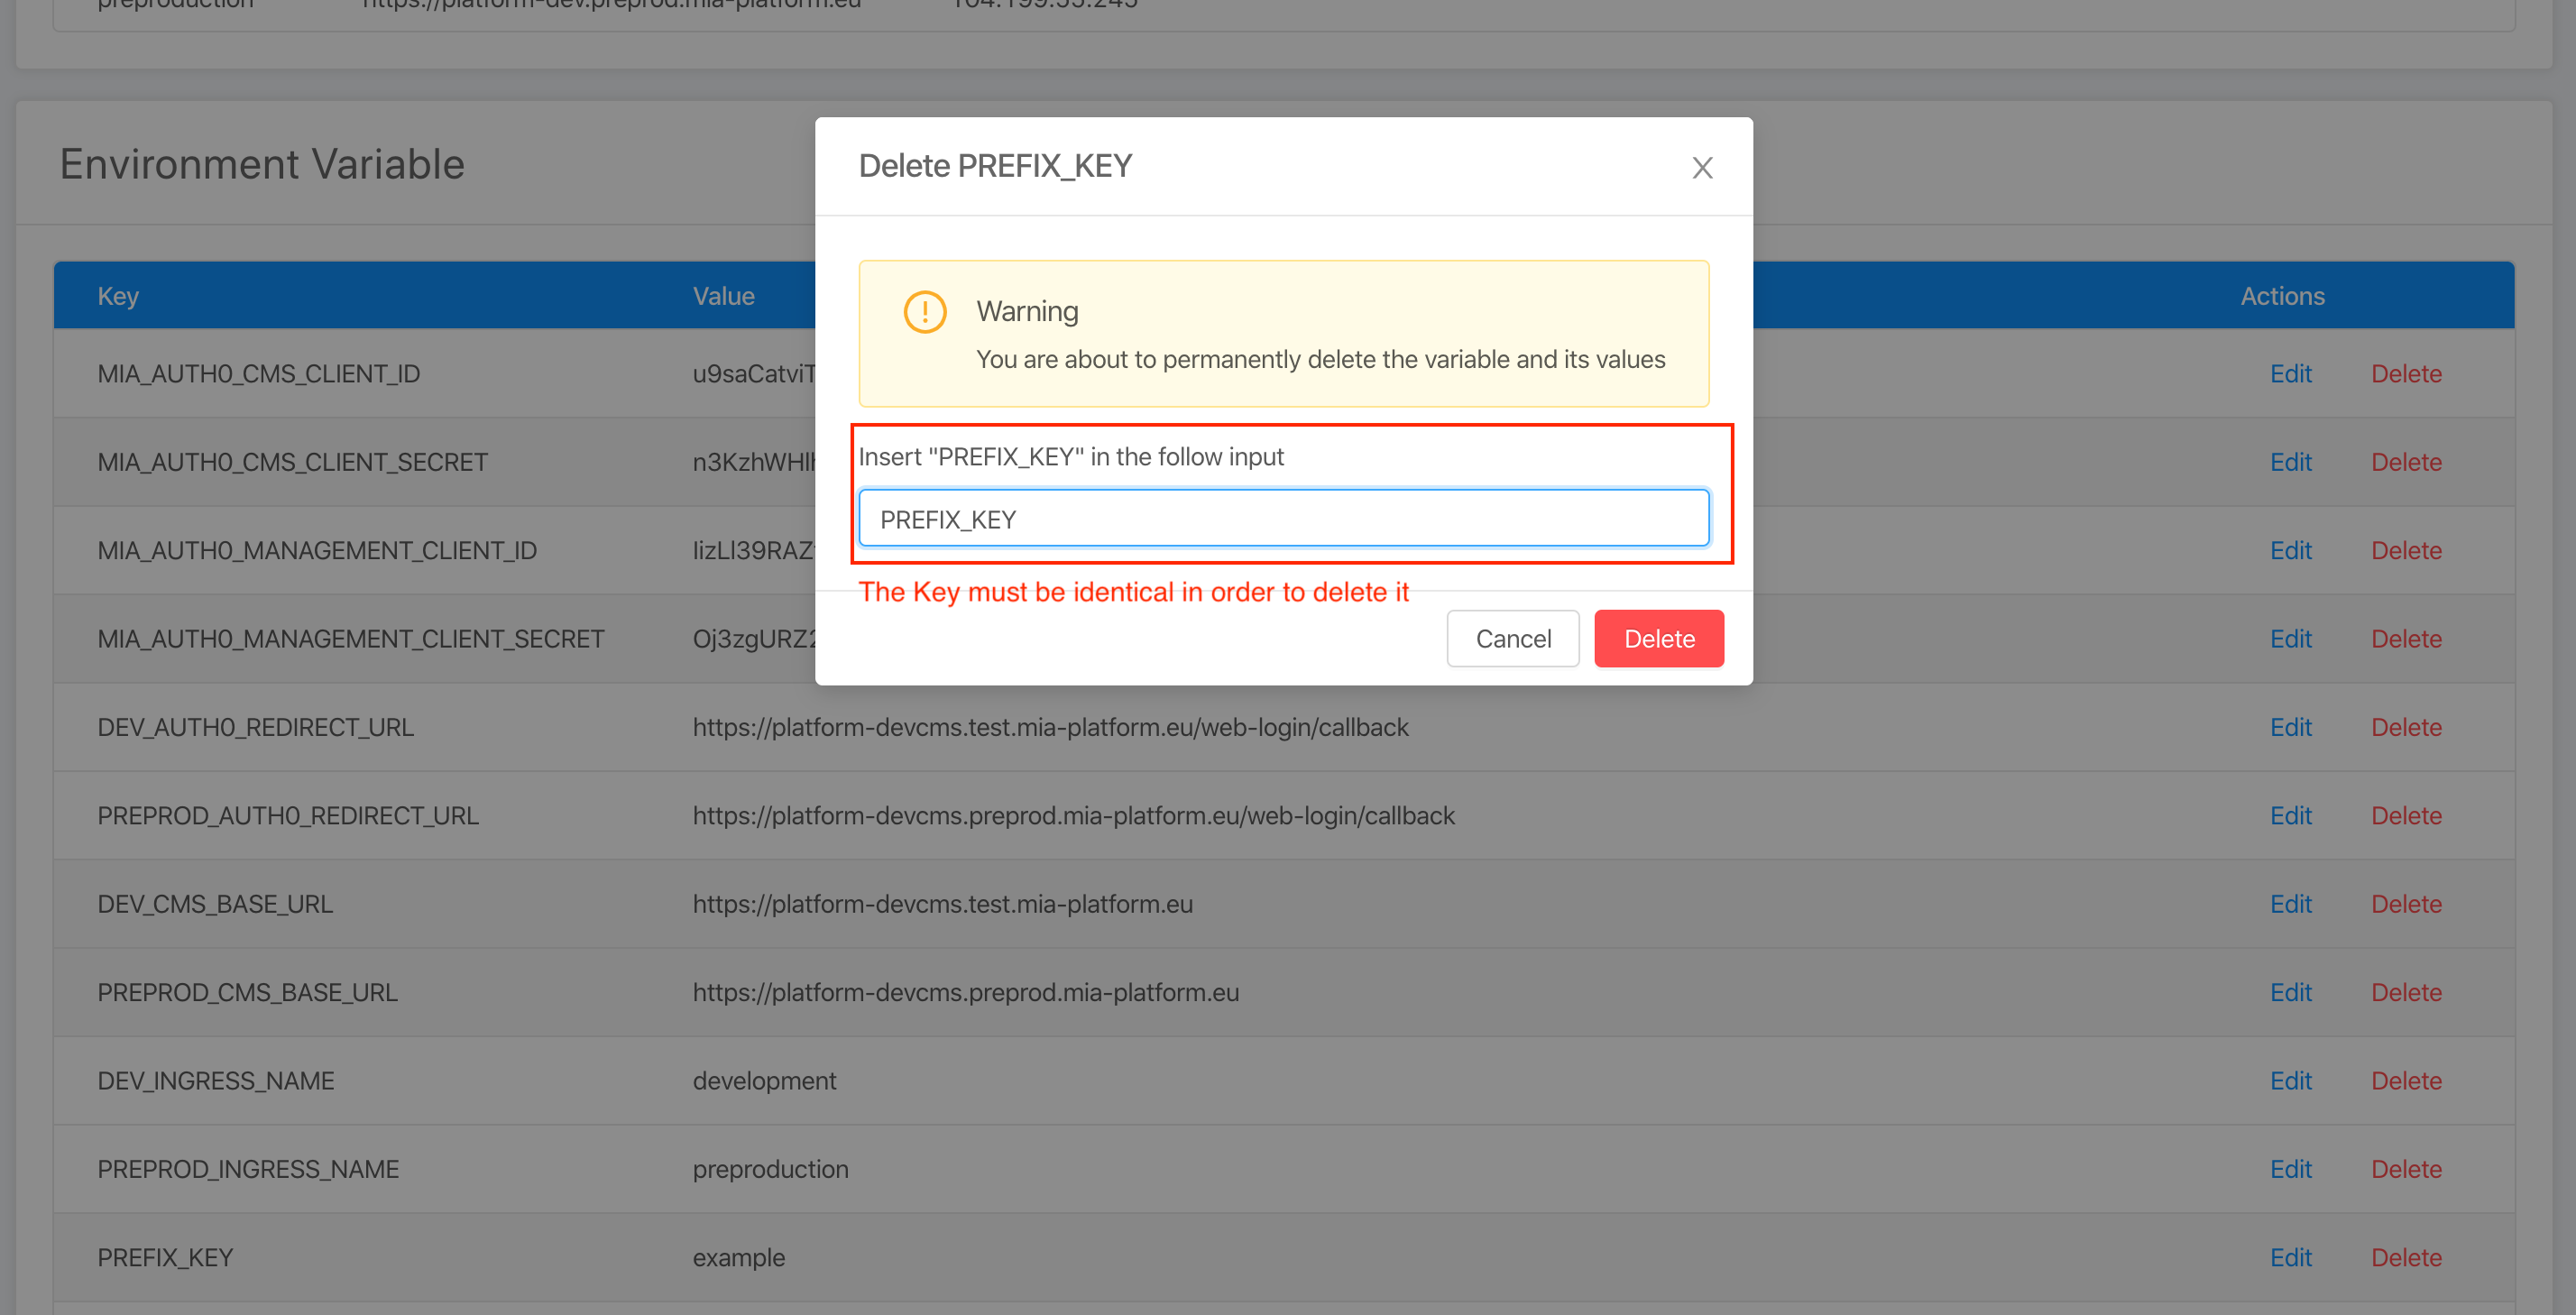 preproduction https://platform-dev.preprod.mia-platform.eu 104.199.55.245
Environment Variable
Key Value Actions
MIA_AUTH0_CMS_CLIENT_ID u9saCatviT Edit Delete
MIA_AUTH0_CMS_CLIENT_SECRET Edit Delete
MIA_AUTH0_MANAGEMENT_CLIENT_ID Edit Delete
MIA_AUTH0_MANAGEMENT_CLIENT_SECRET Edit Delete
DEV_AUTH0_REDIRECT_URL https://platform-devcms.test.mia-platform.eu/web-login/callback Edit Delete
PREPROD_AUTH0_REDIRECT_URL https://platform-devcms.preprod.mia-platform.eu/web-login/callback Edit Delete
DEV_CMS_BASE_URL https://platform-devcms.test.mia-platform.eu Edit Delete
PREPROD_CMS_BASE_URL https://platform-devcms.preprod.mia-platform.eu Edit Delete
DEV_INGRESS_NAME development Edit Delete
PREPROD_INGRESS_NAME preproduction Edit Delete
PREFIX_KEY example Edit Delete
Delete PREFIX_KEY
Warning
You are about to permanently delete the variable and its values
Insert "PREFIX_KEY" in the follow input
PREFIX_KEY
The Key must be identical in order to delete it
Cancel Delete